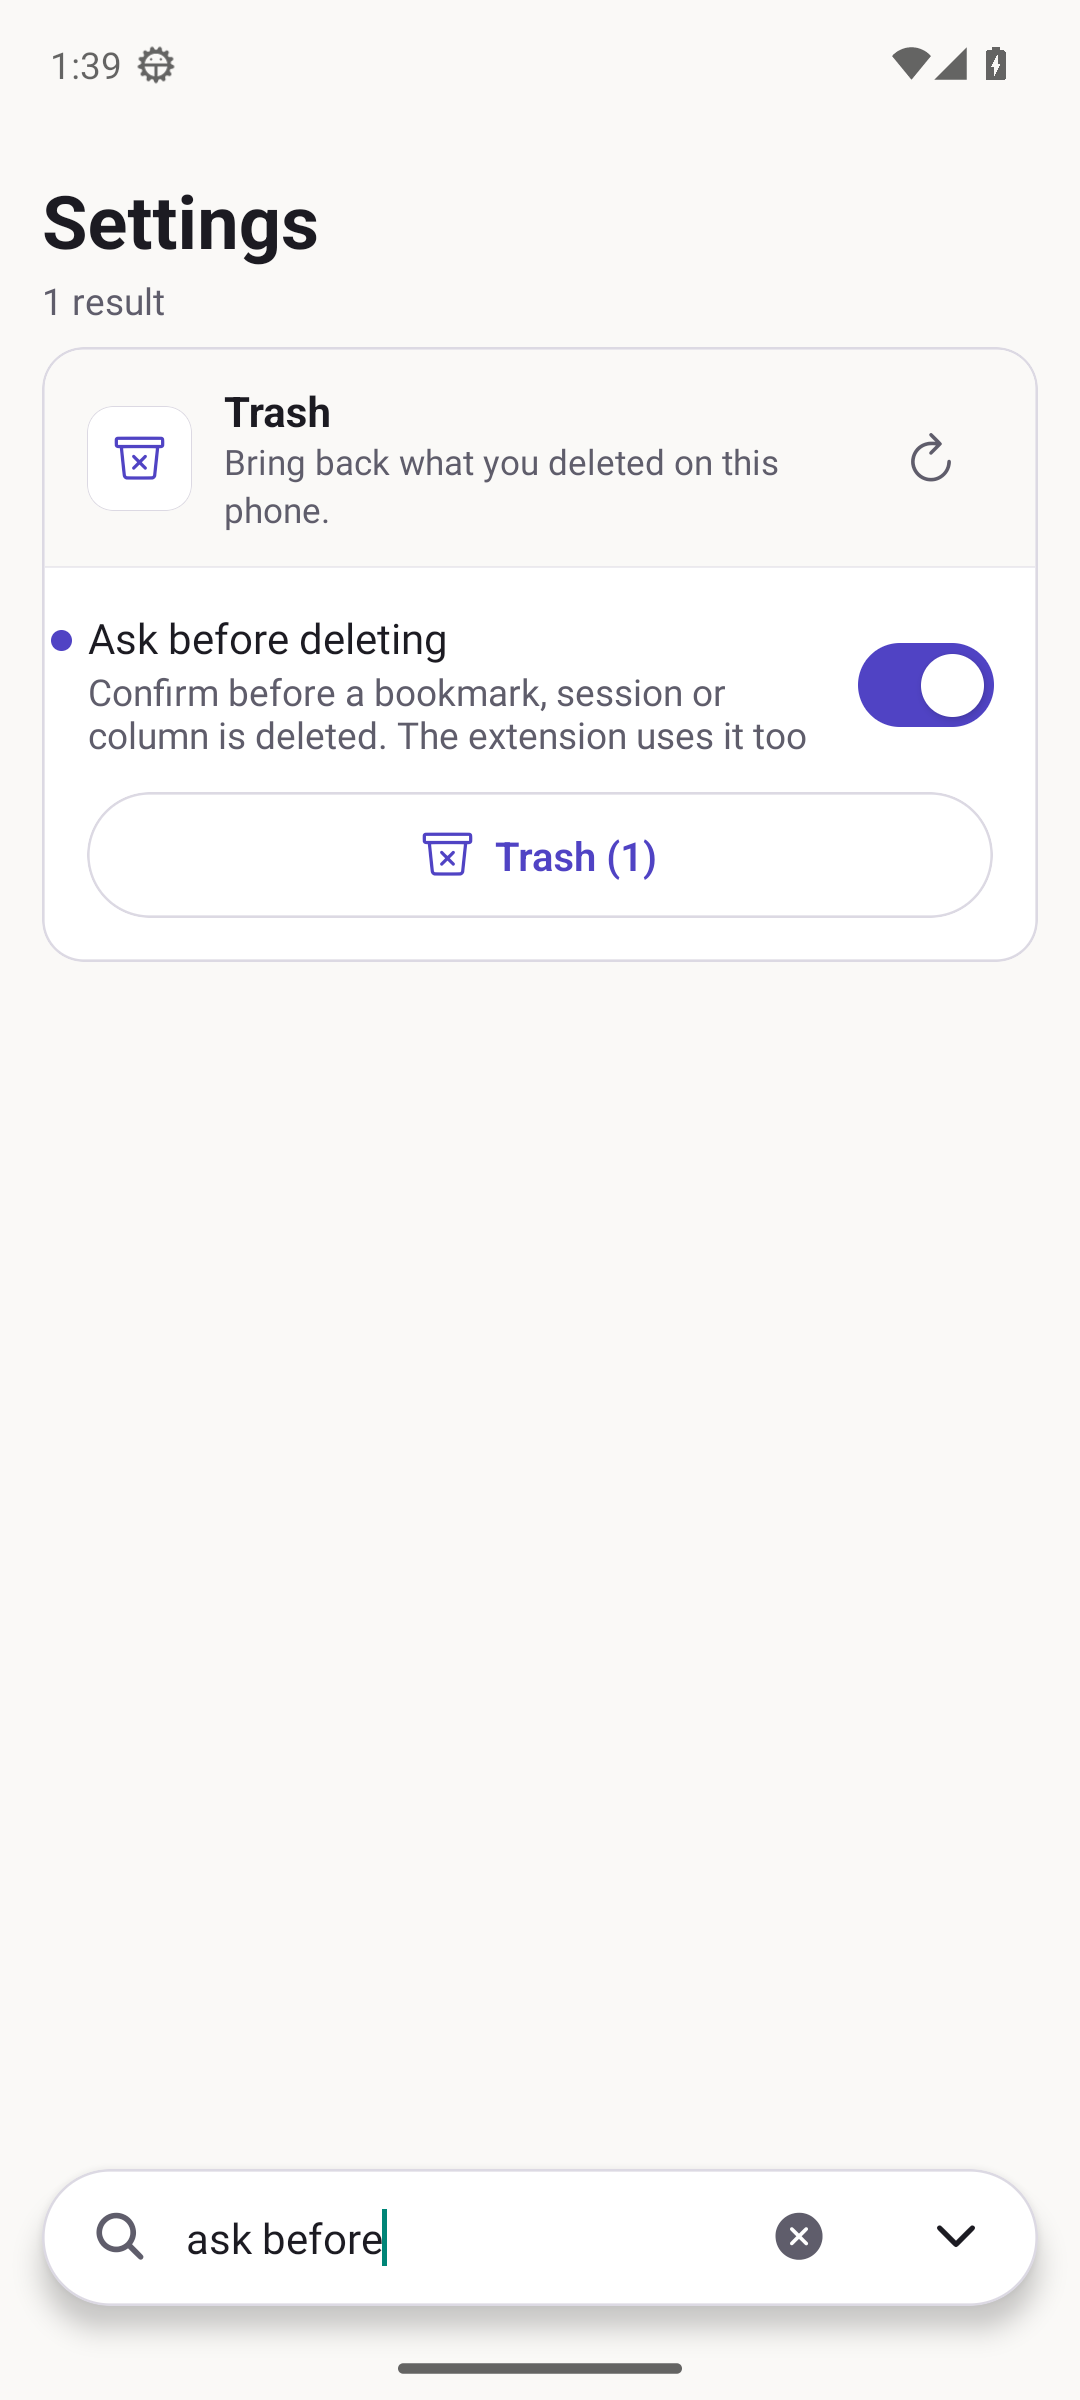 1:39
Settings
1 result
Trash
Bring back what you deleted on this
phone.
Ask before deleting
Confirm before a bookmark, session or
column is deleted. The extension uses it too
Trash (1)
ask before